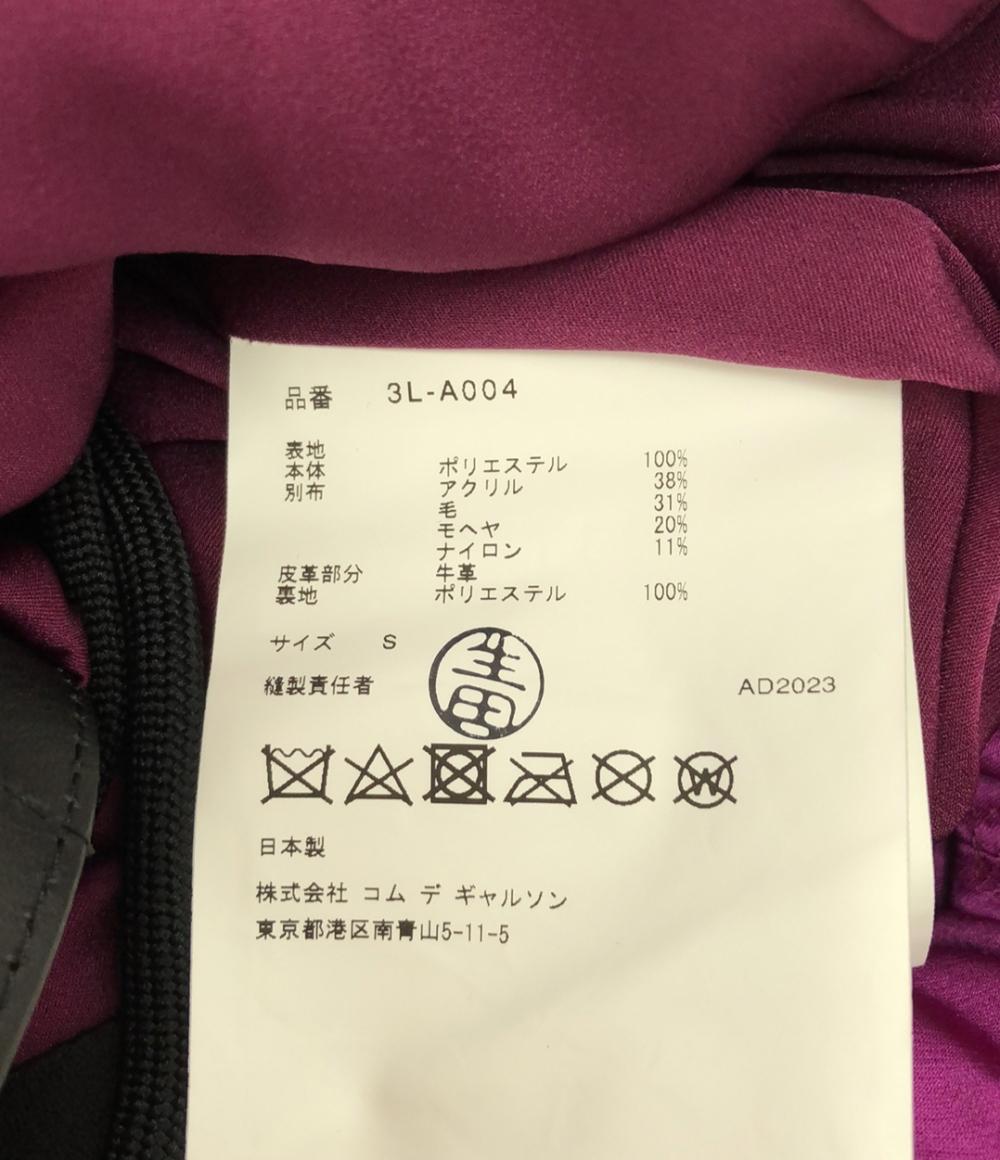 品番 3L-A004
表地
本体 ポリエステル 100%
別布 アクリル 38%
毛 31%
モヘヤ 20%
ナイロン 11%
皮革部分 牛革
裏地 ポリエステル 100%
サイズ S
縫製責任者 生田 AD2023
W
日本製
株式会社 コム デ ギャルソン
東京都港区南青山5-11-5